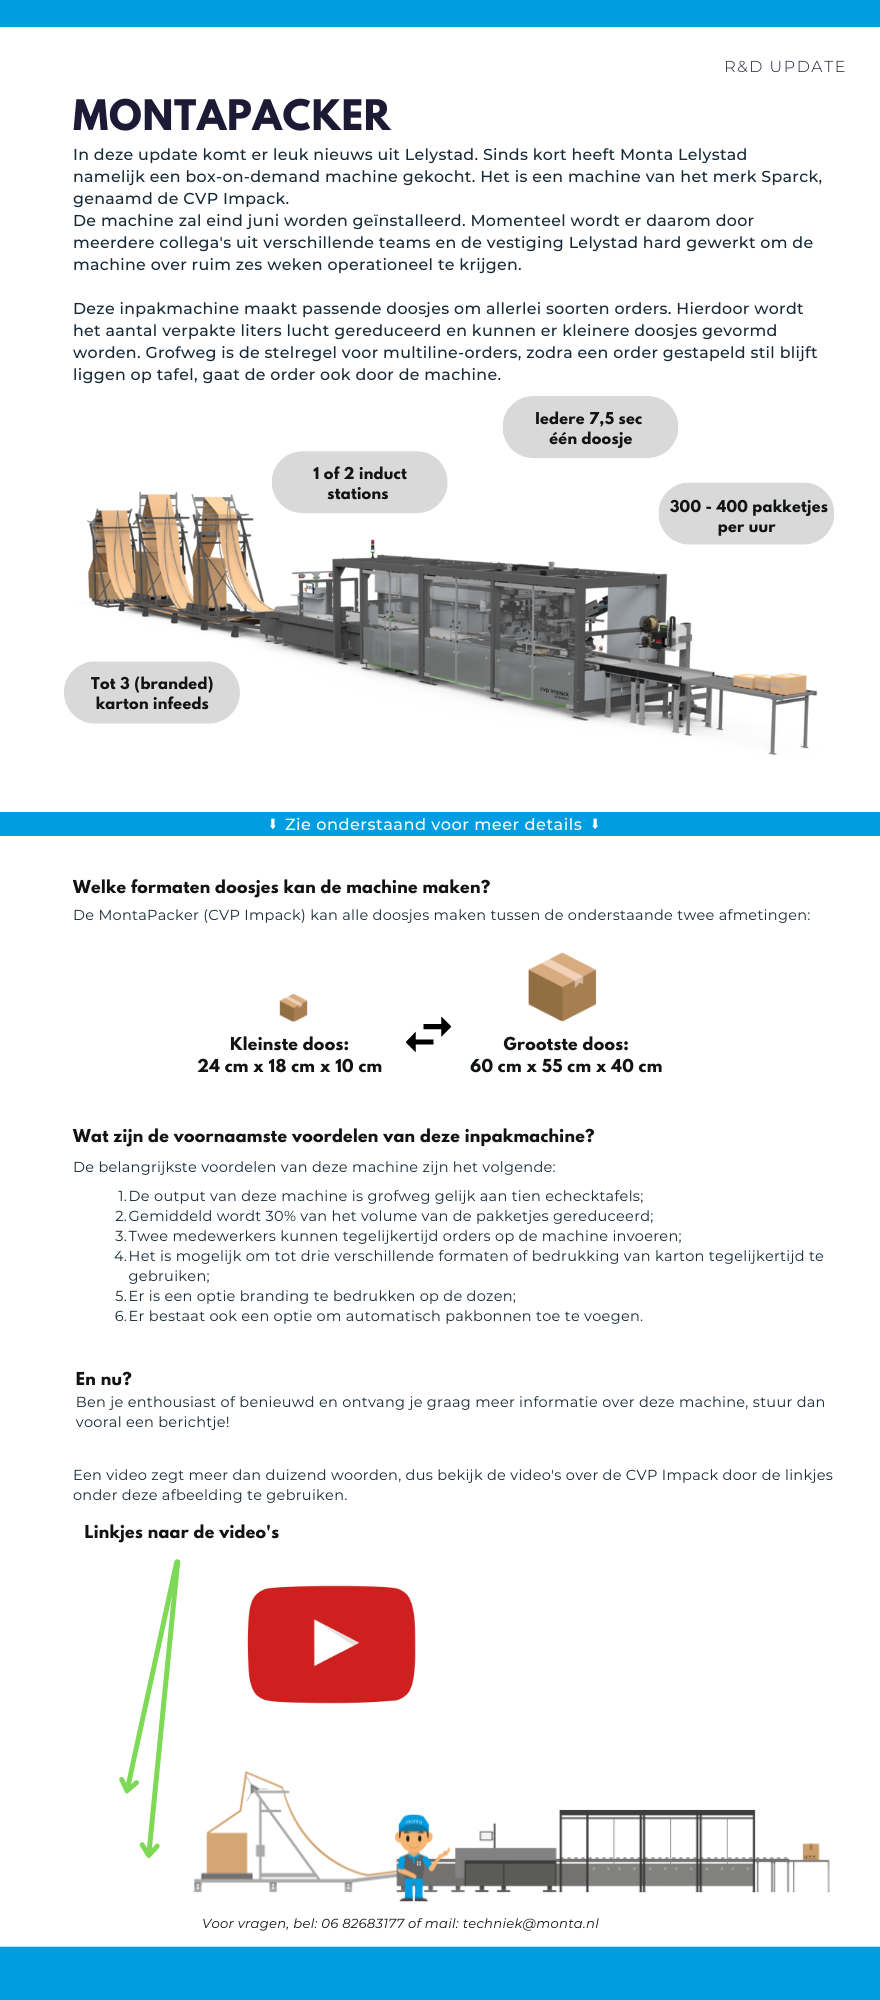 R&D UPDATE
MONTAPACKER
In deze update komt er leuk nieuws uit Lelystad. Sinds kort heeft Monta Lelystad
namelijk een box-on-demand machine gekocht. Het is een machine van het merk Sparck,
genaamd de CVP Impack.
De machine zal eind juni worden geïnstalleerd. Momenteel wordt er daarom door
meerdere collega's uit verschillende teams en de vestiging Lelystad hard gewerkt om de
machine over ruim zes weken operationeel te krijgen.
Deze inpakmachine maakt passende doosjes om allerlei soorten orders. Hierdoor wordt
het aantal verpakte liters lucht gereduceerd en kunnen er kleinere doosjes gevormd
worden. Grofweg is de stelregel voor multiline-orders, zodra een order gestapeld stil blijft
liggen op tafel, gaat de order ook door de machine.
Iedere 7,5 sec
één doosje
1 of 2 induct
stations
300 - 400 pakketjes
per uur
Tot 3 (branded)
karton infeeds
cvp impack
⬇ Zie onderstaand voor meer details ⬇
Welke formaten doosjes kan de machine maken?
De MontaPacker (CVP Impack) kan alle doosjes maken tussen de onderstaande twee afmetingen:
Kleinste doos:
24 cm x 18 cm x 10 cm
Grootste doos:
60 cm x 55 cm x 40 cm
Wat zijn de voornaamste voordelen van deze inpakmachine?
De belangrijkste voordelen van deze machine zijn het volgende:
1. De output van deze machine is grofweg gelijk aan tien echecktafels;
2. Gemiddeld wordt 30% van het volume van de pakketjes gereduceerd;
3. Twee medewerkers kunnen tegelijkertijd orders op de machine invoeren;
4. Het is mogelijk om tot drie verschillende formaten of bedrukking van karton tegelijkertijd te
gebruiken;
5. Er is een optie branding te bedrukken op de dozen;
6. Er bestaat ook een optie om automatisch pakbonnen toe te voegen.
En nu?
Ben je enthousiast of benieuwd en ontvang je graag meer informatie over deze machine, stuur dan
vooral een berichtje!
Een video zegt meer dan duizend woorden, dus bekijk de video's over de CVP Impack door de linkjes
onder deze afbeelding te gebruiken.
Linkjes naar de video's
monta
Voor vragen, bel: 06 82683177 of mail: techniek@monta.nl